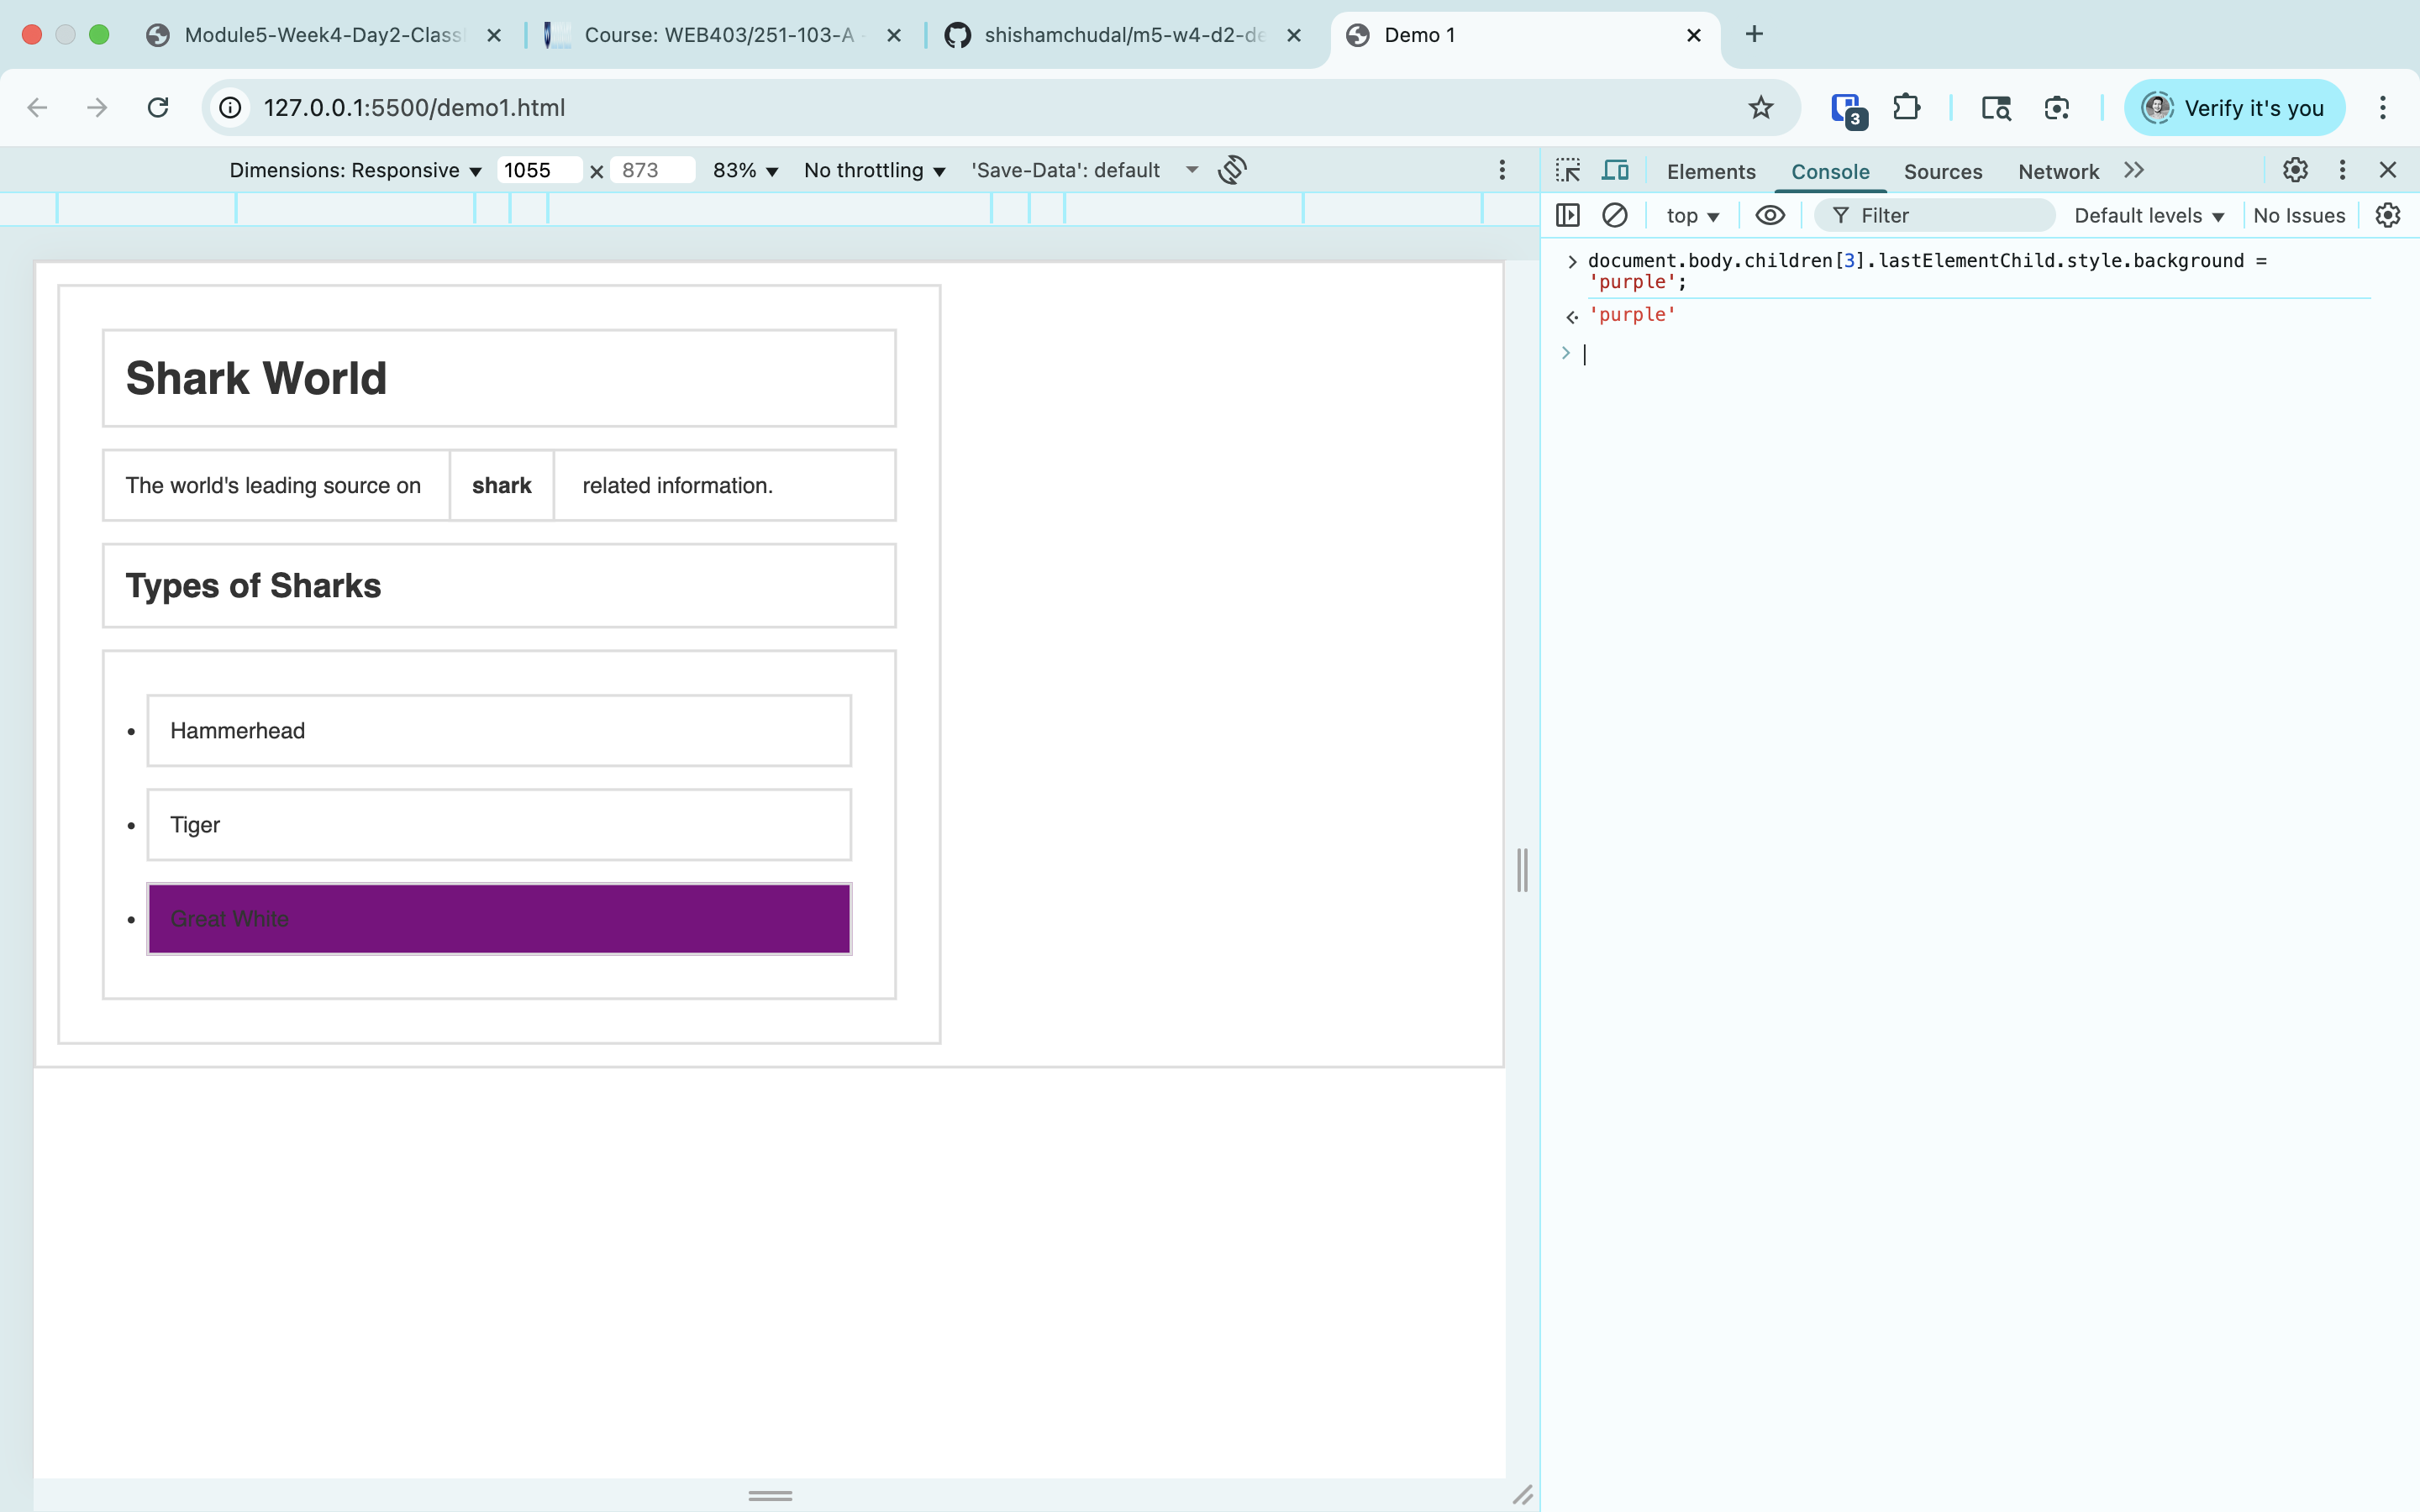 Module5-Week4-Day2-Class
Course: WEB403/251-103-A
shishamchudal/m5-w4-d2-de
Demo 1
127.0.0.1:5500/demo1.html
3
Verify it's you
Dimensions: Responsive
1055
×
873
83%
No throttling
'Save-Data': default
Elements
Console
Sources
Network
top
Filter
Default levels
No Issues
document.body.children[3].lastElementChild.style.background =
'purple';
'purple'
Shark World
The world's leading source on shark related information.
Types of Sharks
Hammerhead
Tiger
Great White